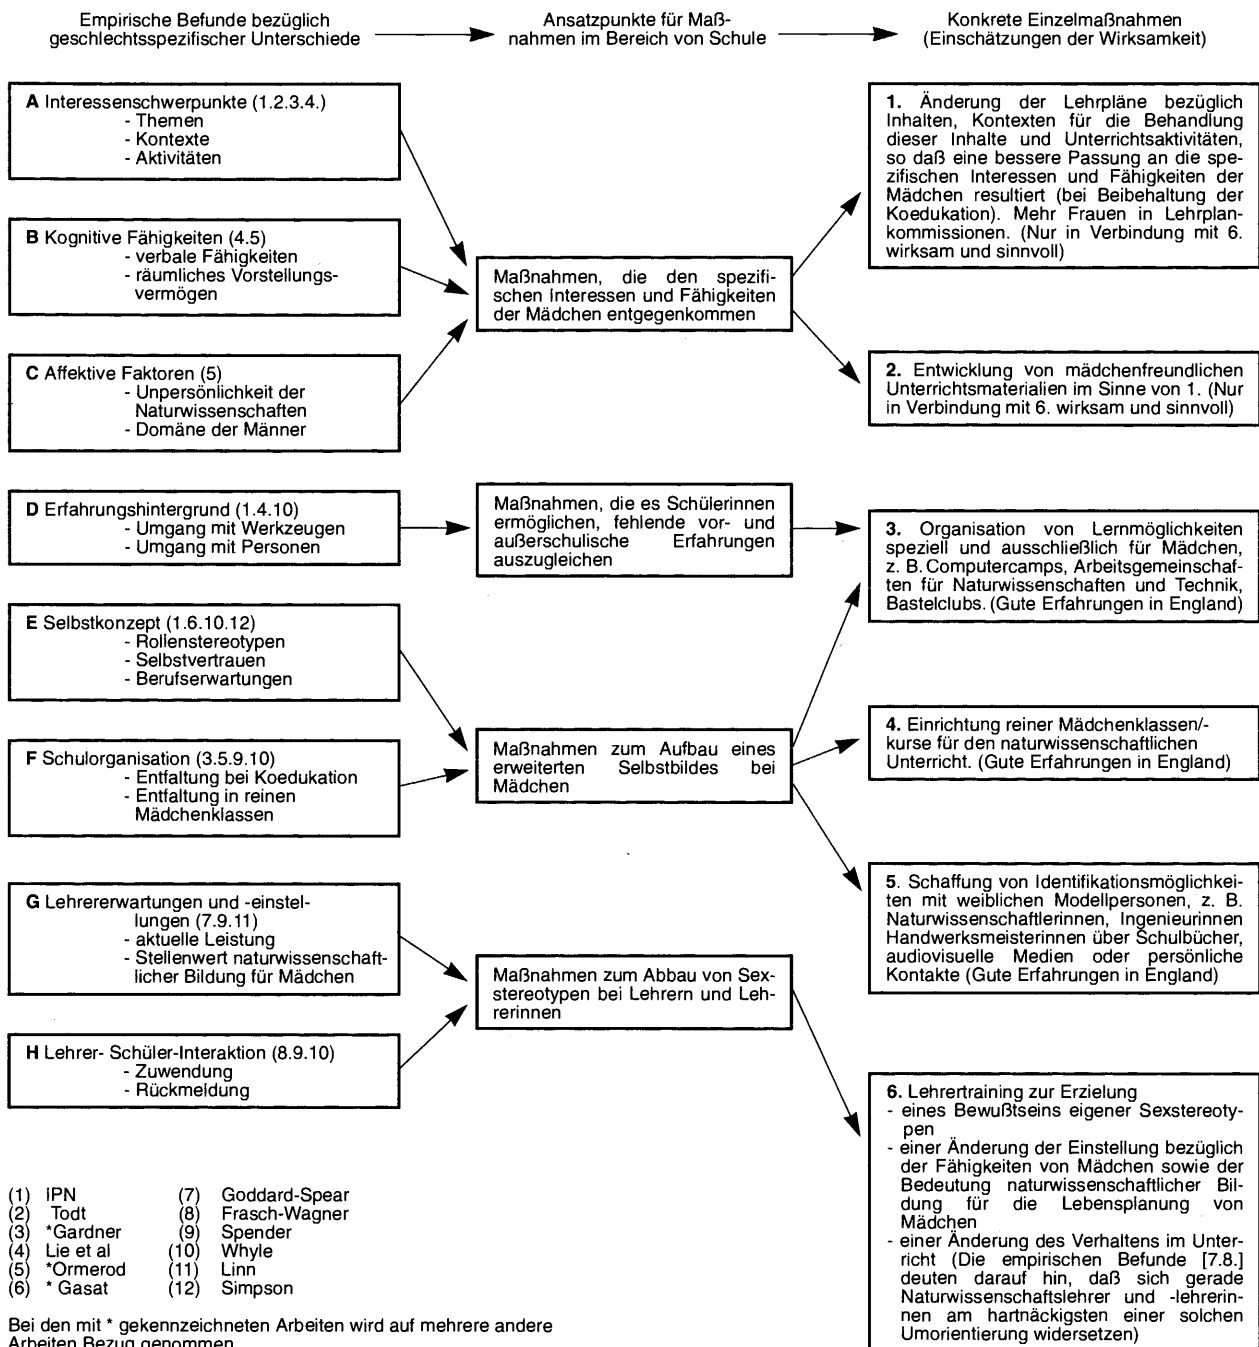 Empirische Befunde bezüglich
geschlechtsspezifischer Unterschiede
Ansatzpunkte für Maß-
nahmen im Bereich von Schule
Konkrete Einzelmaßnahmen
(Einschätzungen der Wirksamkeit)
A Interessenschwerpunkte (1.2.3.4.)
- Themen
- Kontexte
- Aktivitäten
B Kognitive Fähigkeiten (4.5)
- verbale Fähigkeiten
- räumliches Vorstellungs-
vermögen
C Affektive Faktoren (5)
- Unpersönlichkeit der
Naturwissenschaften
- Domäne der Männer
D Erfahrungshintergrund (1.4.10)
- Umgang mit Werkzeugen
- Umgang mit Personen
E Selbstkonzept (1.6.10.12)
- Rollenstereotypen
- Selbstvertrauen
- Berufserwartungen
F Schulorganisation (3.5.9.10)
- Entfaltung bei Koedukation
- Entfaltung in reinen
Mädchenklassen
G Lehrererwartungen und -einstel-
lungen (7.9.11)
- aktuelle Leistung
- Stellenwert naturwissenschaft-
licher Bildung für Mädchen
H Lehrer- Schüler-Interaktion (8.9.10)
- Zuwendung
- Rückmeldung
Maßnahmen, die den spezifi-
schen Interessen und Fähigkeiten
der Mädchen entgegenkommen
Maßnahmen, die es Schülerinnen
ermöglichen, fehlende vor- und
außerschulische Erfahrungen
auszugleichen
Maßnahmen zum Aufbau eines
erweiterten Selbstbildes bei
Mädchen
Maßnahmen zum Abbau von Sex-
stereotypen bei Lehrern und Leh-
rerinnen
1. Änderung der Lehrpläne bezüglich
Inhalten, Kontexten für die Behandlung
dieser Inhalte und Unterrichtsaktivitäten,
so daß eine bessere Passung an die spe-
zifischen Interessen und Fähigkeiten der
Mädchen resultiert (bei Beibehaltung der
Koedukation). Mehr Frauen in Lehrplan-
kommissionen. (Nur in Verbindung mit 6.
wirksam und sinnvoll)
2. Entwicklung von mädchenfreundlichen
Unterrichtsmaterialien im Sinne von 1. (Nur
in Verbindung mit 6. wirksam und sinnvoll)
3. Organisation von Lernmöglichkeiten
speziell und ausschließlich für Mädchen,
z. B. Computercamps, Arbeitsgemeinschaf-
ten für Naturwissenschaften und Technik,
Bastelclubs. (Gute Erfahrungen in England)
4. Einrichtung reiner Mädchenklassen/-
kurse für den naturwissenschaftlichen
Unterricht. (Gute Erfahrungen in England)
5. Schaffung von Identifikationsmöglichkei-
ten mit weiblichen Modellpersonen, z. B.
Naturwissenschaftlerinnen, Ingenieurinnen
Handwerksmeisterinnen über Schulbücher,
audiovisuelle Medien oder persönliche
Kontakte (Gute Erfahrungen in England)
6. Lehrertraining zur Erzielung
- eines Bewußtseins eigener Sexstereoty-
pen
- einer Änderung der Einstellung bezüglich
der Fähigkeiten von Mädchen sowie der
Bedeutung naturwissenschaftlicher Bil-
dung für die Lebensplanung von
Mädchen
- einer Änderung des Verhaltens im Unter-
richt (Die empirischen Befunde [7.8.]
deuten darauf hin, daß sich gerade
Naturwissenschaftslehrer und -lehrerin-
nen am hartnäckigsten einer solchen
Umorientierung widersetzen)
(1) IPN (7) Goddard-Spear
(2) Todt (8) Frasch-Wagner
(3) *Gardner (9) Spender
(4) Lie et al (10) Whyle
(5) *Ormerod (11) Linn
(6) * Gasat (12) Simpson
Bei den mit * gekennzeichneten Arbeiten wird auf mehrere andere
Arbeiten Bezug genommen